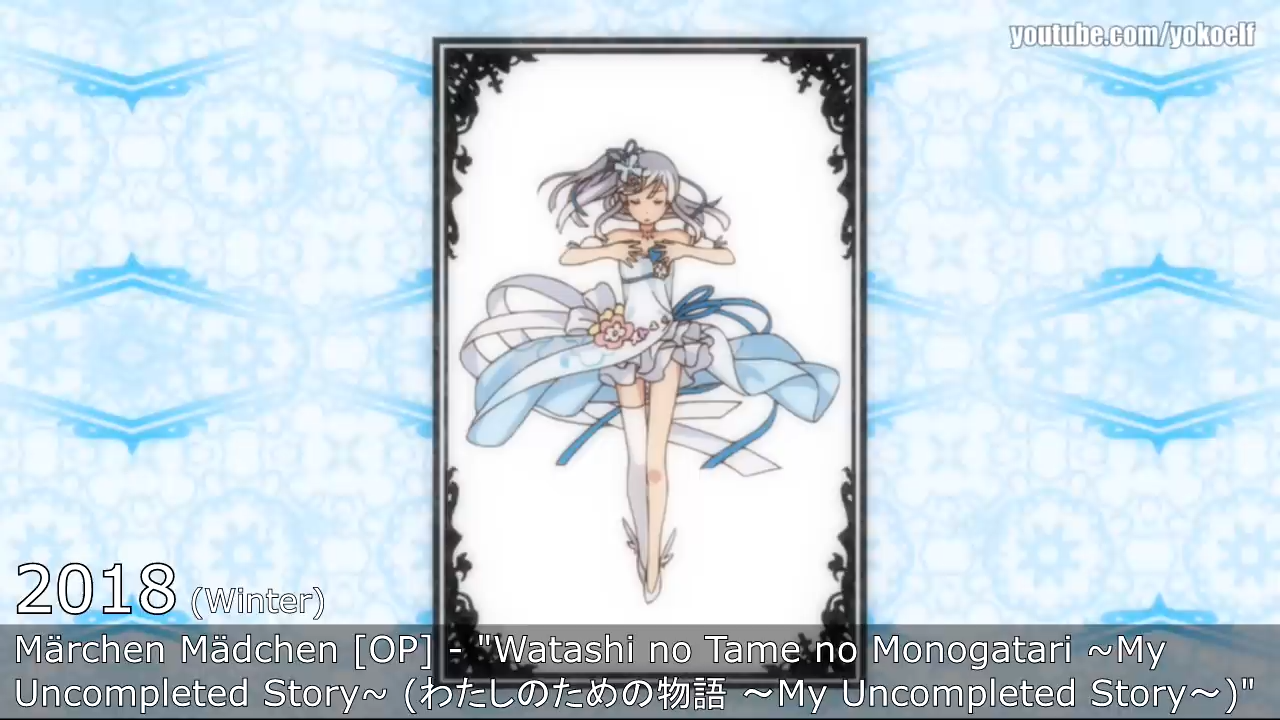 youtube.com/yokoelf
2018 (Winter)
Märchen Mädchen [OP] - "Watashi no Tame no Monogatari ~My
Uncompleted Story~ (わたしのための物語 ～My Uncompleted Story～)"